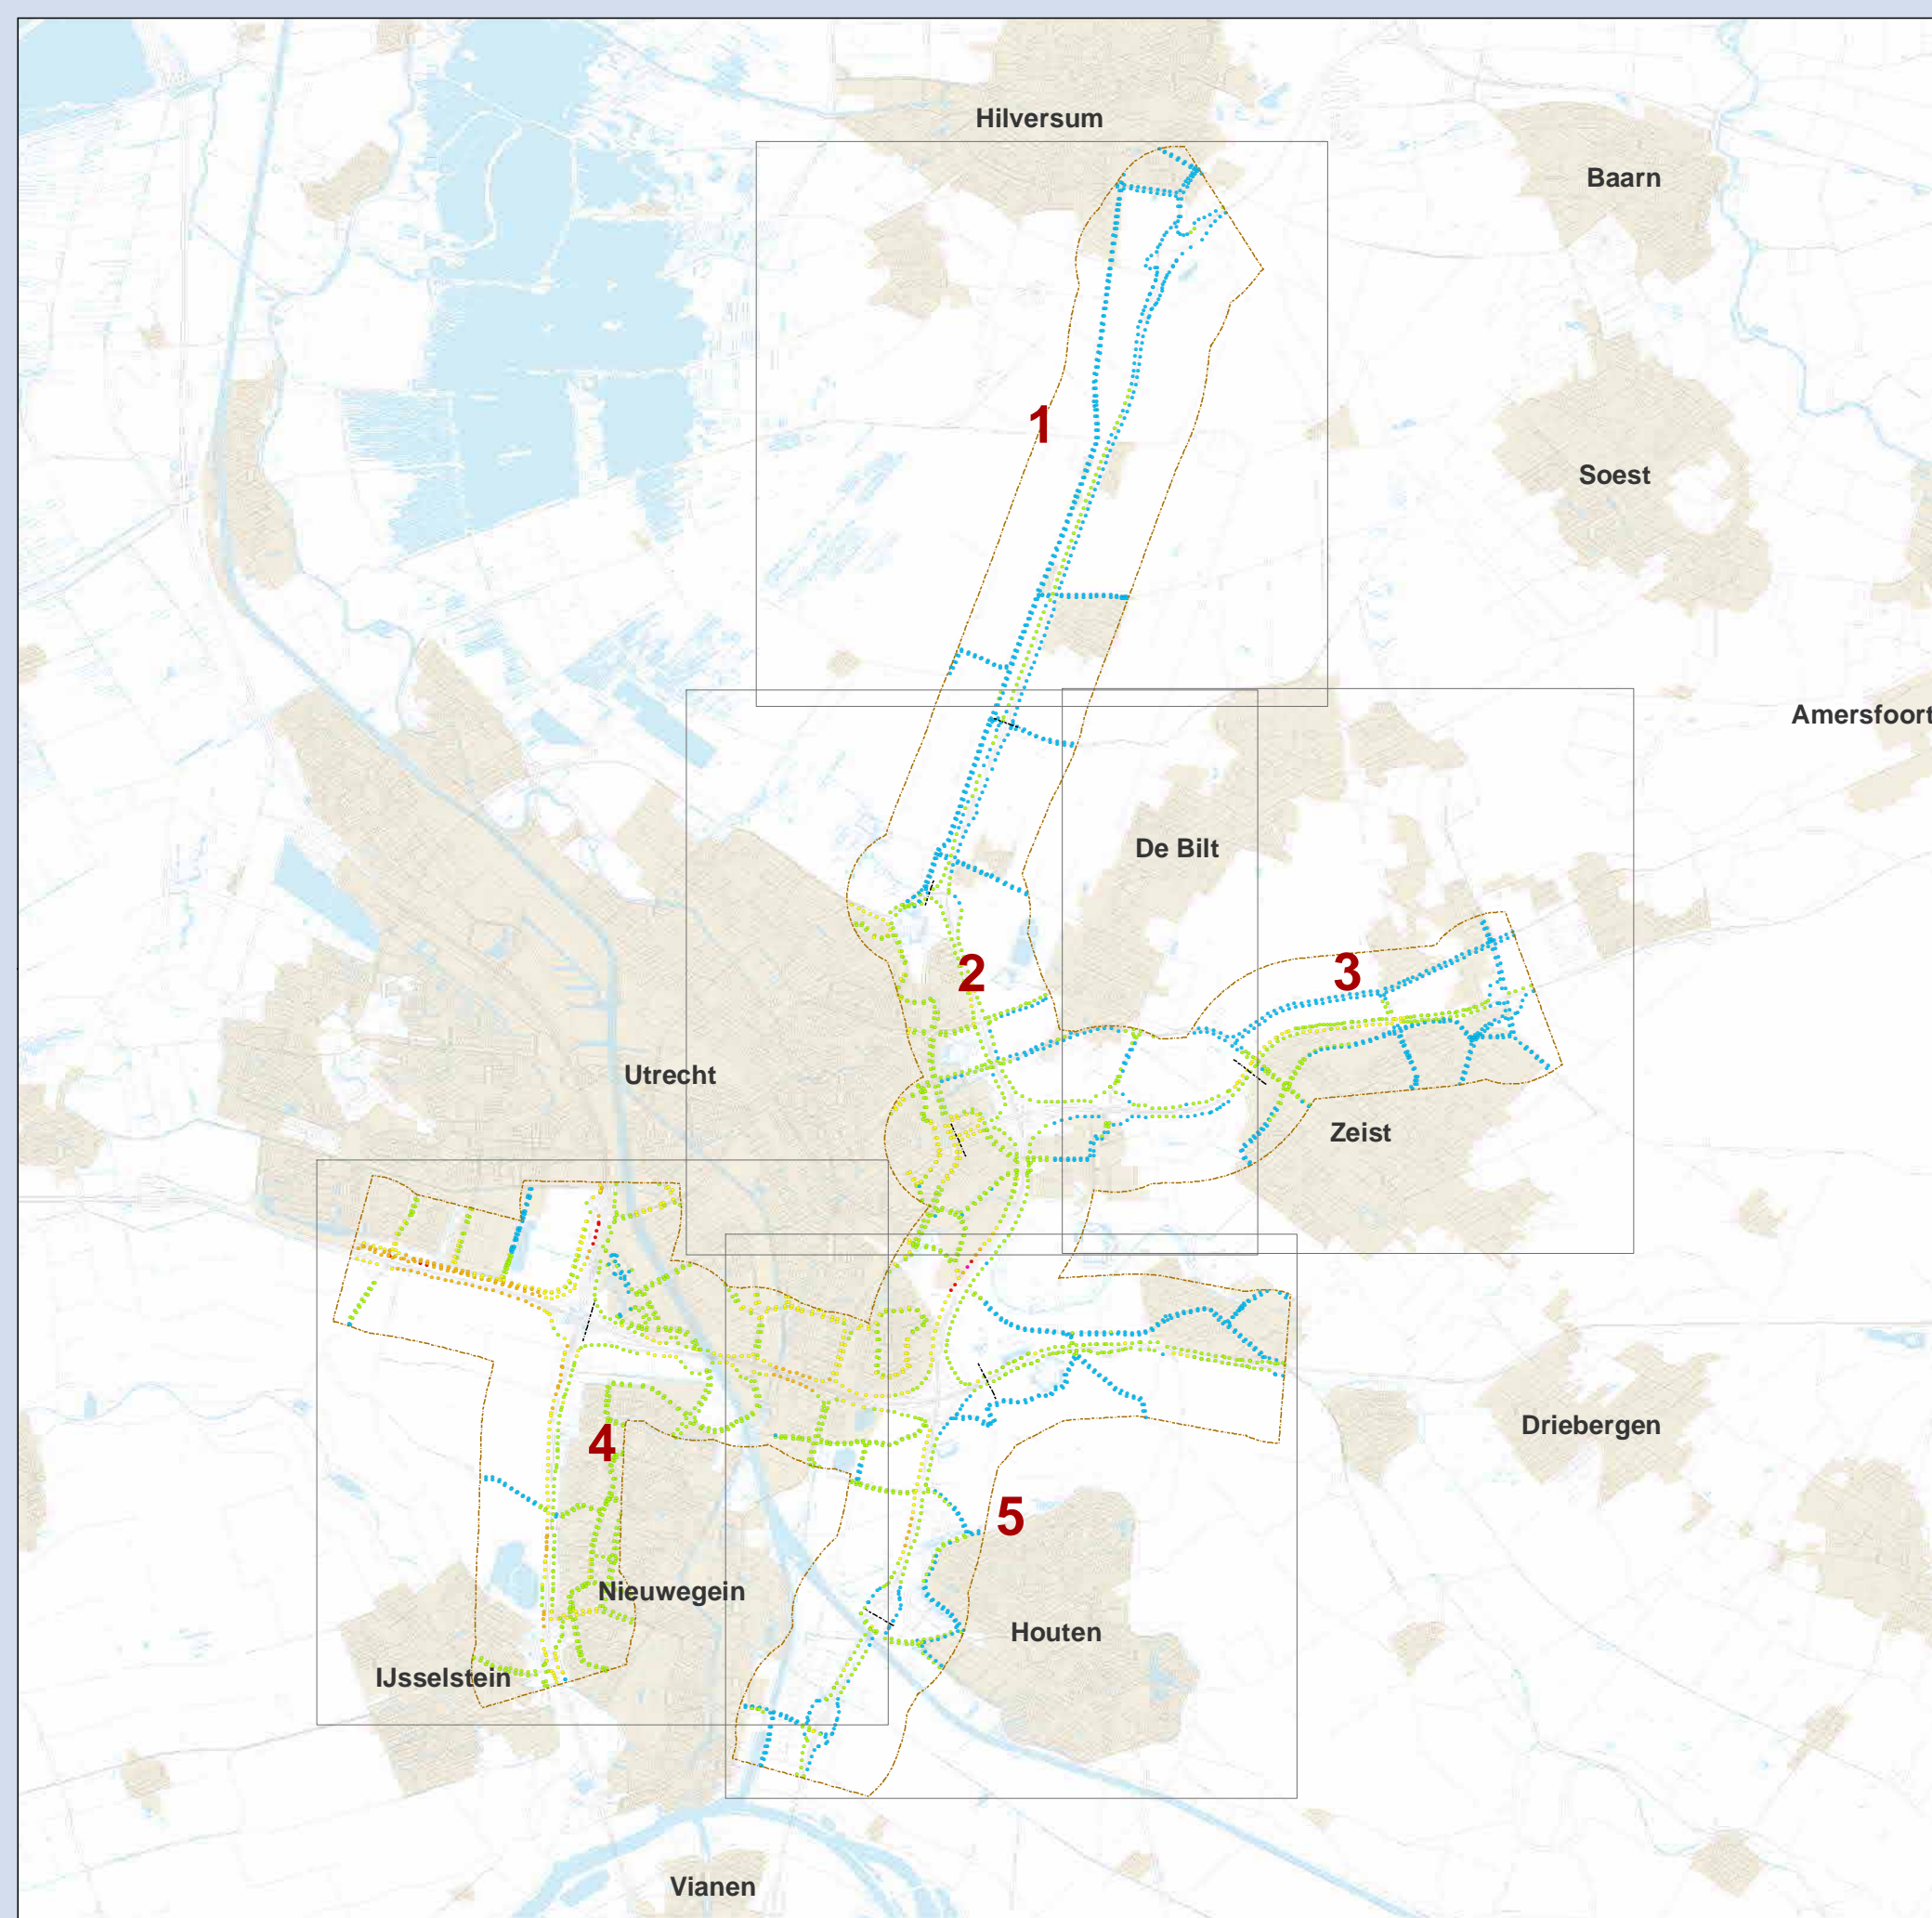 Hilversum
Baarn
1
Soest
Amersfoort
De Bilt
2
3
Utrecht
Zeist
4
Driebergen
5
Nieuwegein
Houten
IJsselstein
Vianen